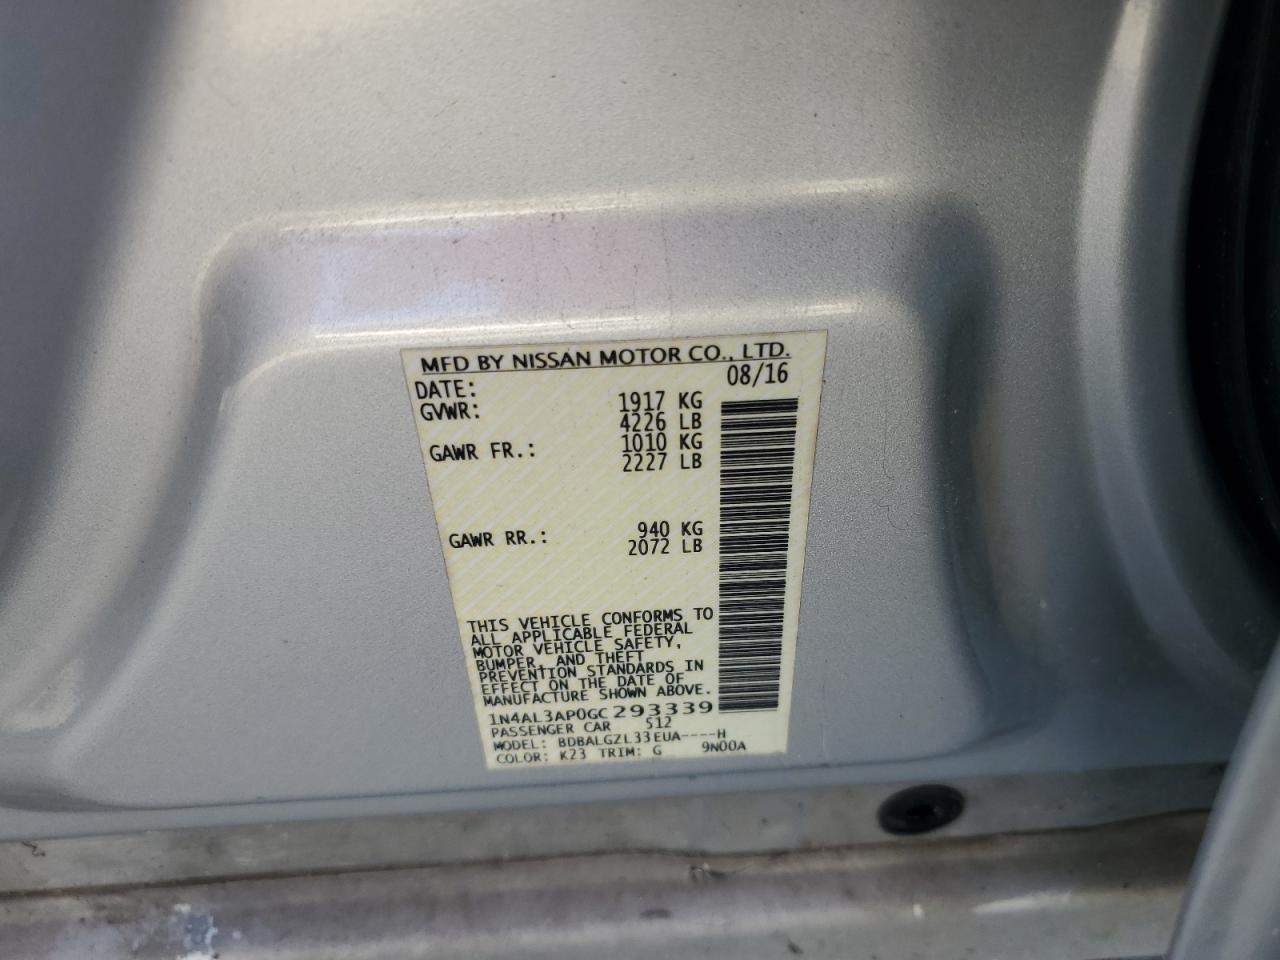 MFD BY NISSAN MOTOR CO., LTD.
DATE: 08/16
GVWR: 1917 KG
4226 LB
GAWR FR.: 1010 KG
2227 LB
GAWR RR.: 940 KG
2072 LB
THIS VEHICLE CONFORMS TO
ALL APPLICABLE FEDERAL
MOTOR VEHICLE SAFETY,
BUMPER, AND THEFT
PREVENTION STANDARDS IN
EFFECT ON THE DATE OF
MANUFACTURE SHOWN ABOVE.
1N4AL3AP0GC293339
PASSENGER CAR 512
MODEL: BDBALGZL33EUA----H
COLOR: K23 TRIM: G 9N00A